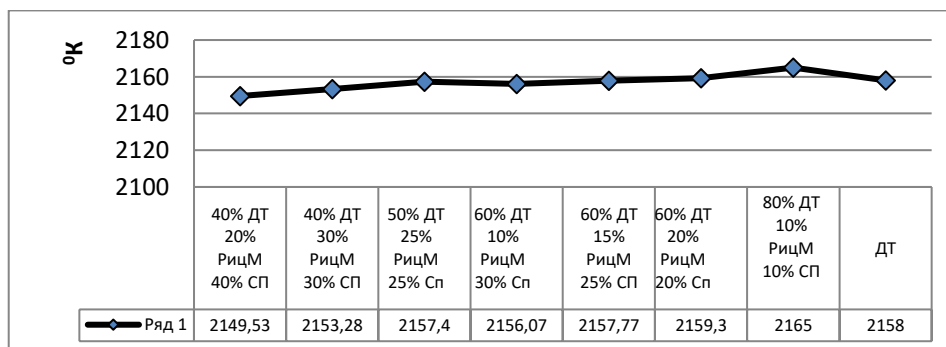 ⁰К
2180
2160
2140
2120
2100
40% ДТ
20%
РицМ
40% СП
40% ДТ
30%
РицМ
30% СП
50% ДТ
25%
РицМ
25% Сп
60% ДТ
10%
РицМ
30% Сп
60% ДТ
15%
РицМ
25% СП
60% ДТ
20%
РицМ
20% Сп
80% ДТ
10%
РицМ
10% СП
ДТ
Ряд 1 2149,53 2153,28 2157,4 2156,07 2157,77 2159,3 2165 2158